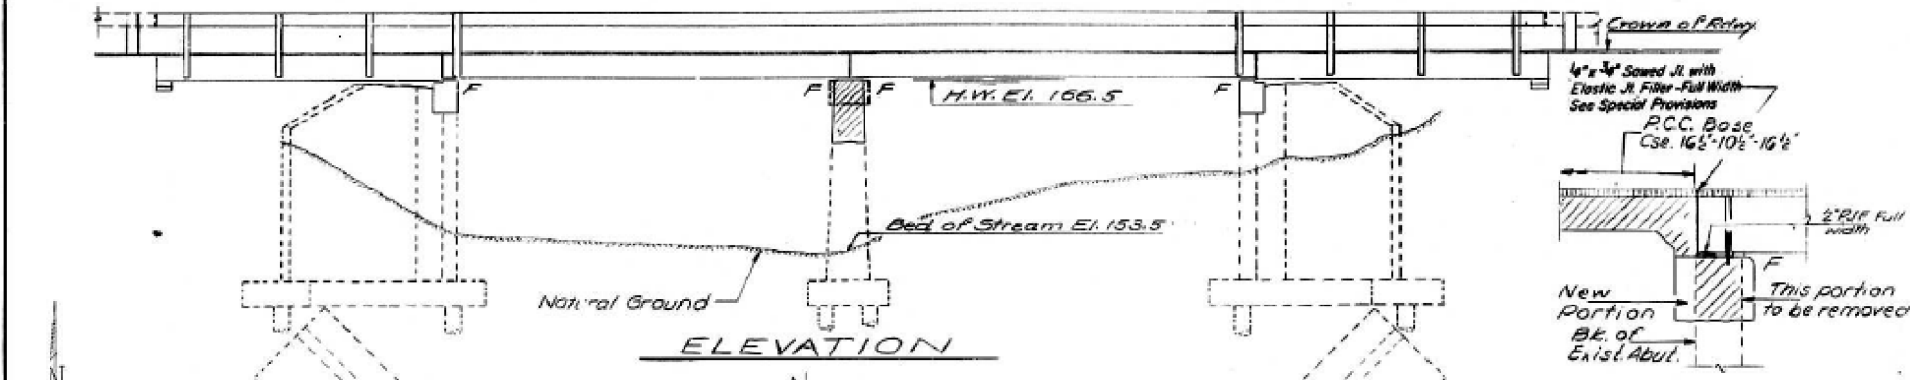 Crown of Rdwy.
F
F
F
F
H.W. El. 166.5
1/4" x 3/4" Sawed Jt. with
Elastic Jt. Filler-Full Width
See Special Provisions
P.C.C. Base
Cse. 16½"-10½"-16½"
Bed of Stream El. 153.5
½" PJF Full
width
F
Natural Ground
New
Portion
This portion
to be removed
Bk. of
Exist. Abut.
ELEVATION